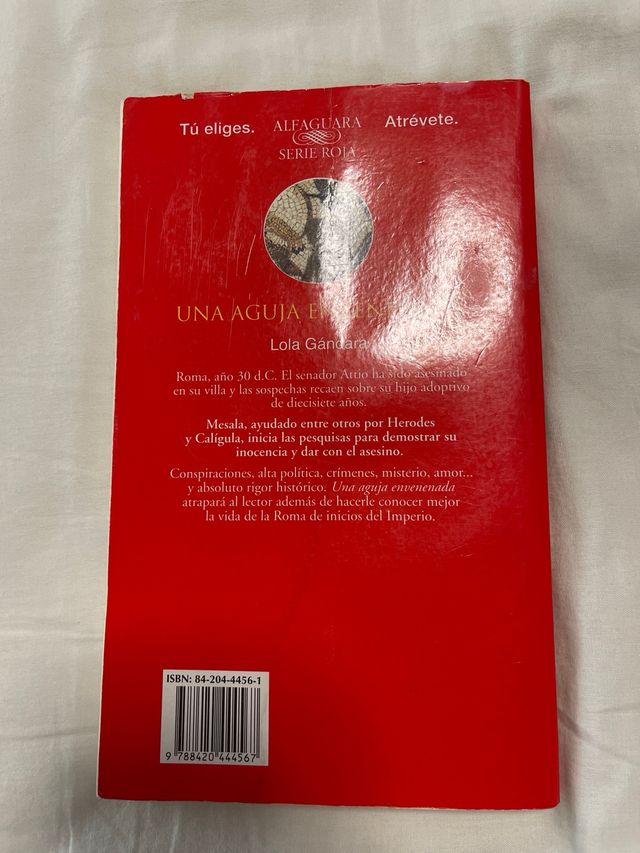 Tú eliges. ALFAGUARA Atrévete.
SERIE ROJA
UNA AGUJA ENVENENADA
Lola Gándara
Roma, año 30 d.C. El senador Attio ha sido asesinado
en su villa y las sospechas recaen sobre su hijo adoptivo
de diecisiete años.
Mesala, ayudado entre otros por Herodes
y Calígula, inicia las pesquisas para demostrar su
inocencia y dar con el asesino.
Conspiraciones, alta política, crímenes, misterio, amor...
y absoluto rigor histórico. Una aguja envenenada
atrapará al lector además de hacerle conocer mejor
la vida de la Roma de inicios del Imperio.
ISBN: 84-204-4456-1
9 788420 444567